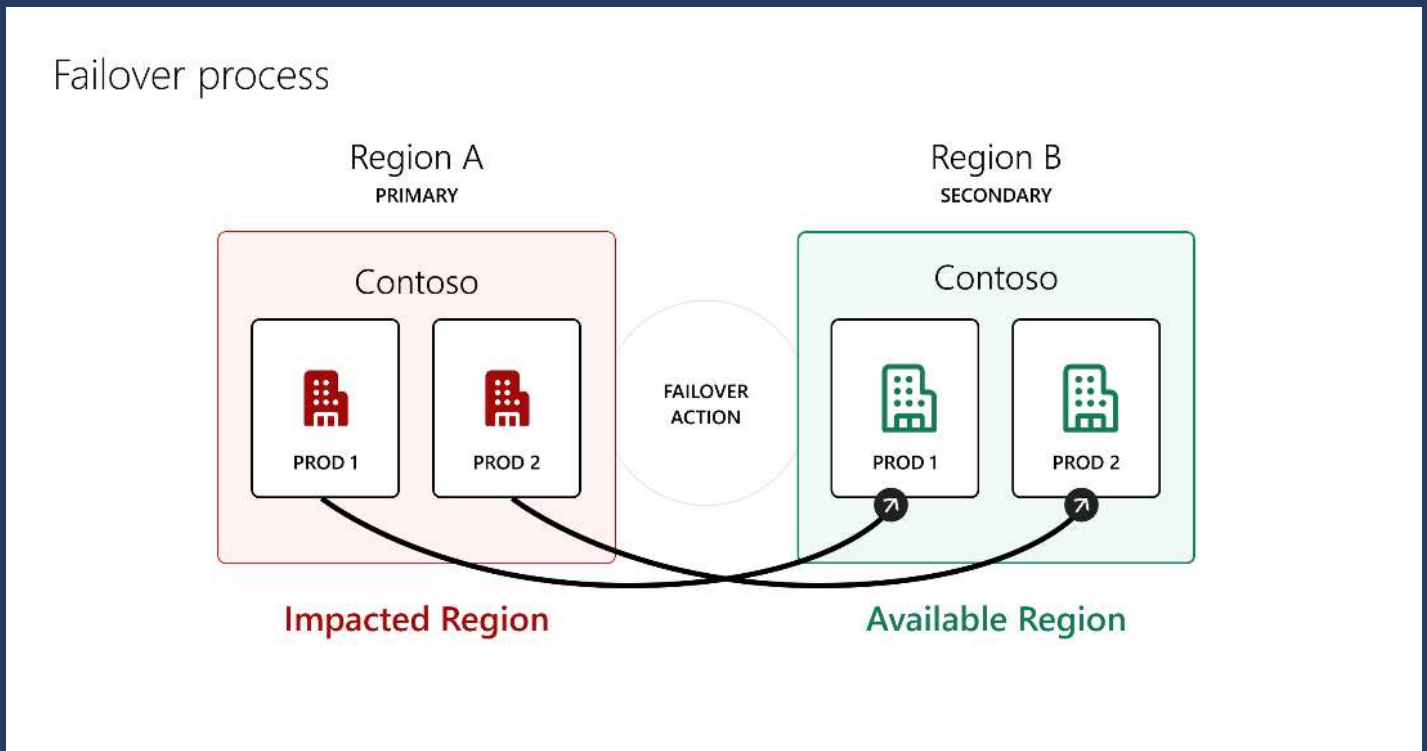 Failover process
Region A
PRIMARY
Region B
SECONDARY
Contoso
PROD 1
PROD 2
FAILOVER
ACTION
Contoso
PROD 1
PROD 2
Impacted Region
Available Region